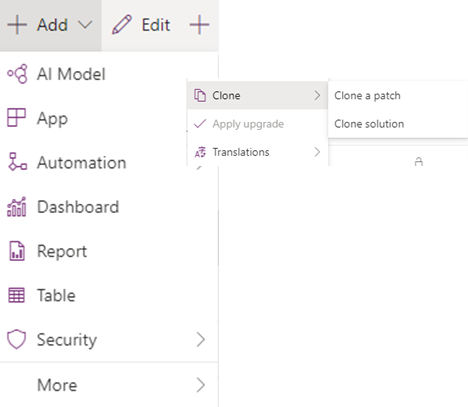 Add
Edit
AI Model
App
Automation
Dashboard
Report
Table
Security
More
Clone
Apply upgrade
Translations
Clone a patch
Clone solution